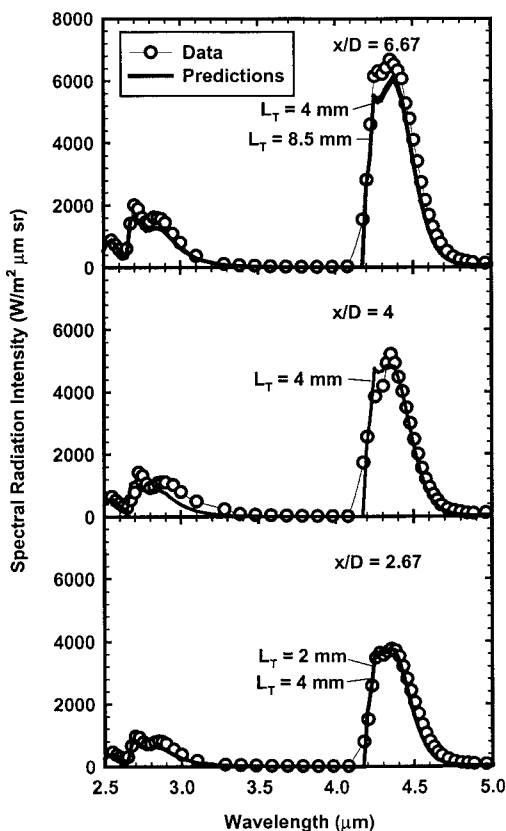 8000
6000
4000
2000
0
Data
Predictions
x/D = 6.67
L_T = 4 mm
L_T = 8.5 mm
6000
4000
2000
0
x/D = 4
L_T = 4 mm
6000
4000
2000
0
x/D = 2.67
L_T = 2 mm
L_T = 4 mm
2.5 3.0 3.5 4.0 4.5 5.0
Wavelength (μm)
Spectral Radiation Intensity (W/m² μm sr)